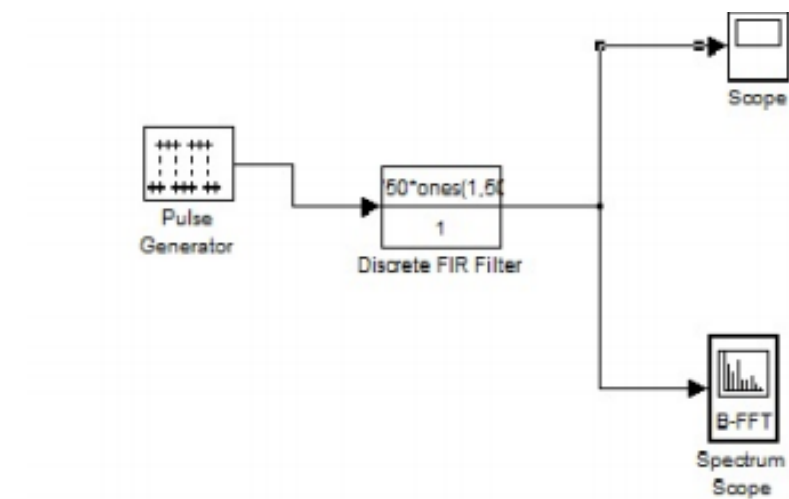 Scope
Pulse
Generator
/50*ones(1,50
1
Discrete FIR Filter
B-FFT
Spectrum
Scope